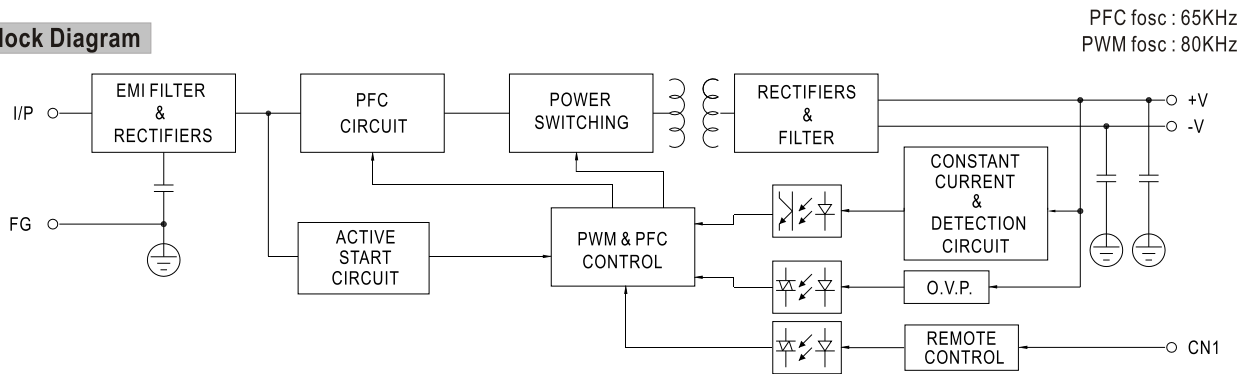 lock Diagram
PFC fosc : 65KHz
PWM fosc : 80KHz
I/P
EMI FILTER
&
RECTIFIERS
PFC
CIRCUIT
POWER
SWITCHING
RECTIFIERS
&
FILTER
+V
-V
FG
ACTIVE
START
CIRCUIT
PWM & PFC
CONTROL
CONSTANT
CURRENT
&
DETECTION
CIRCUIT
O.V.P.
REMOTE
CONTROL
CN1